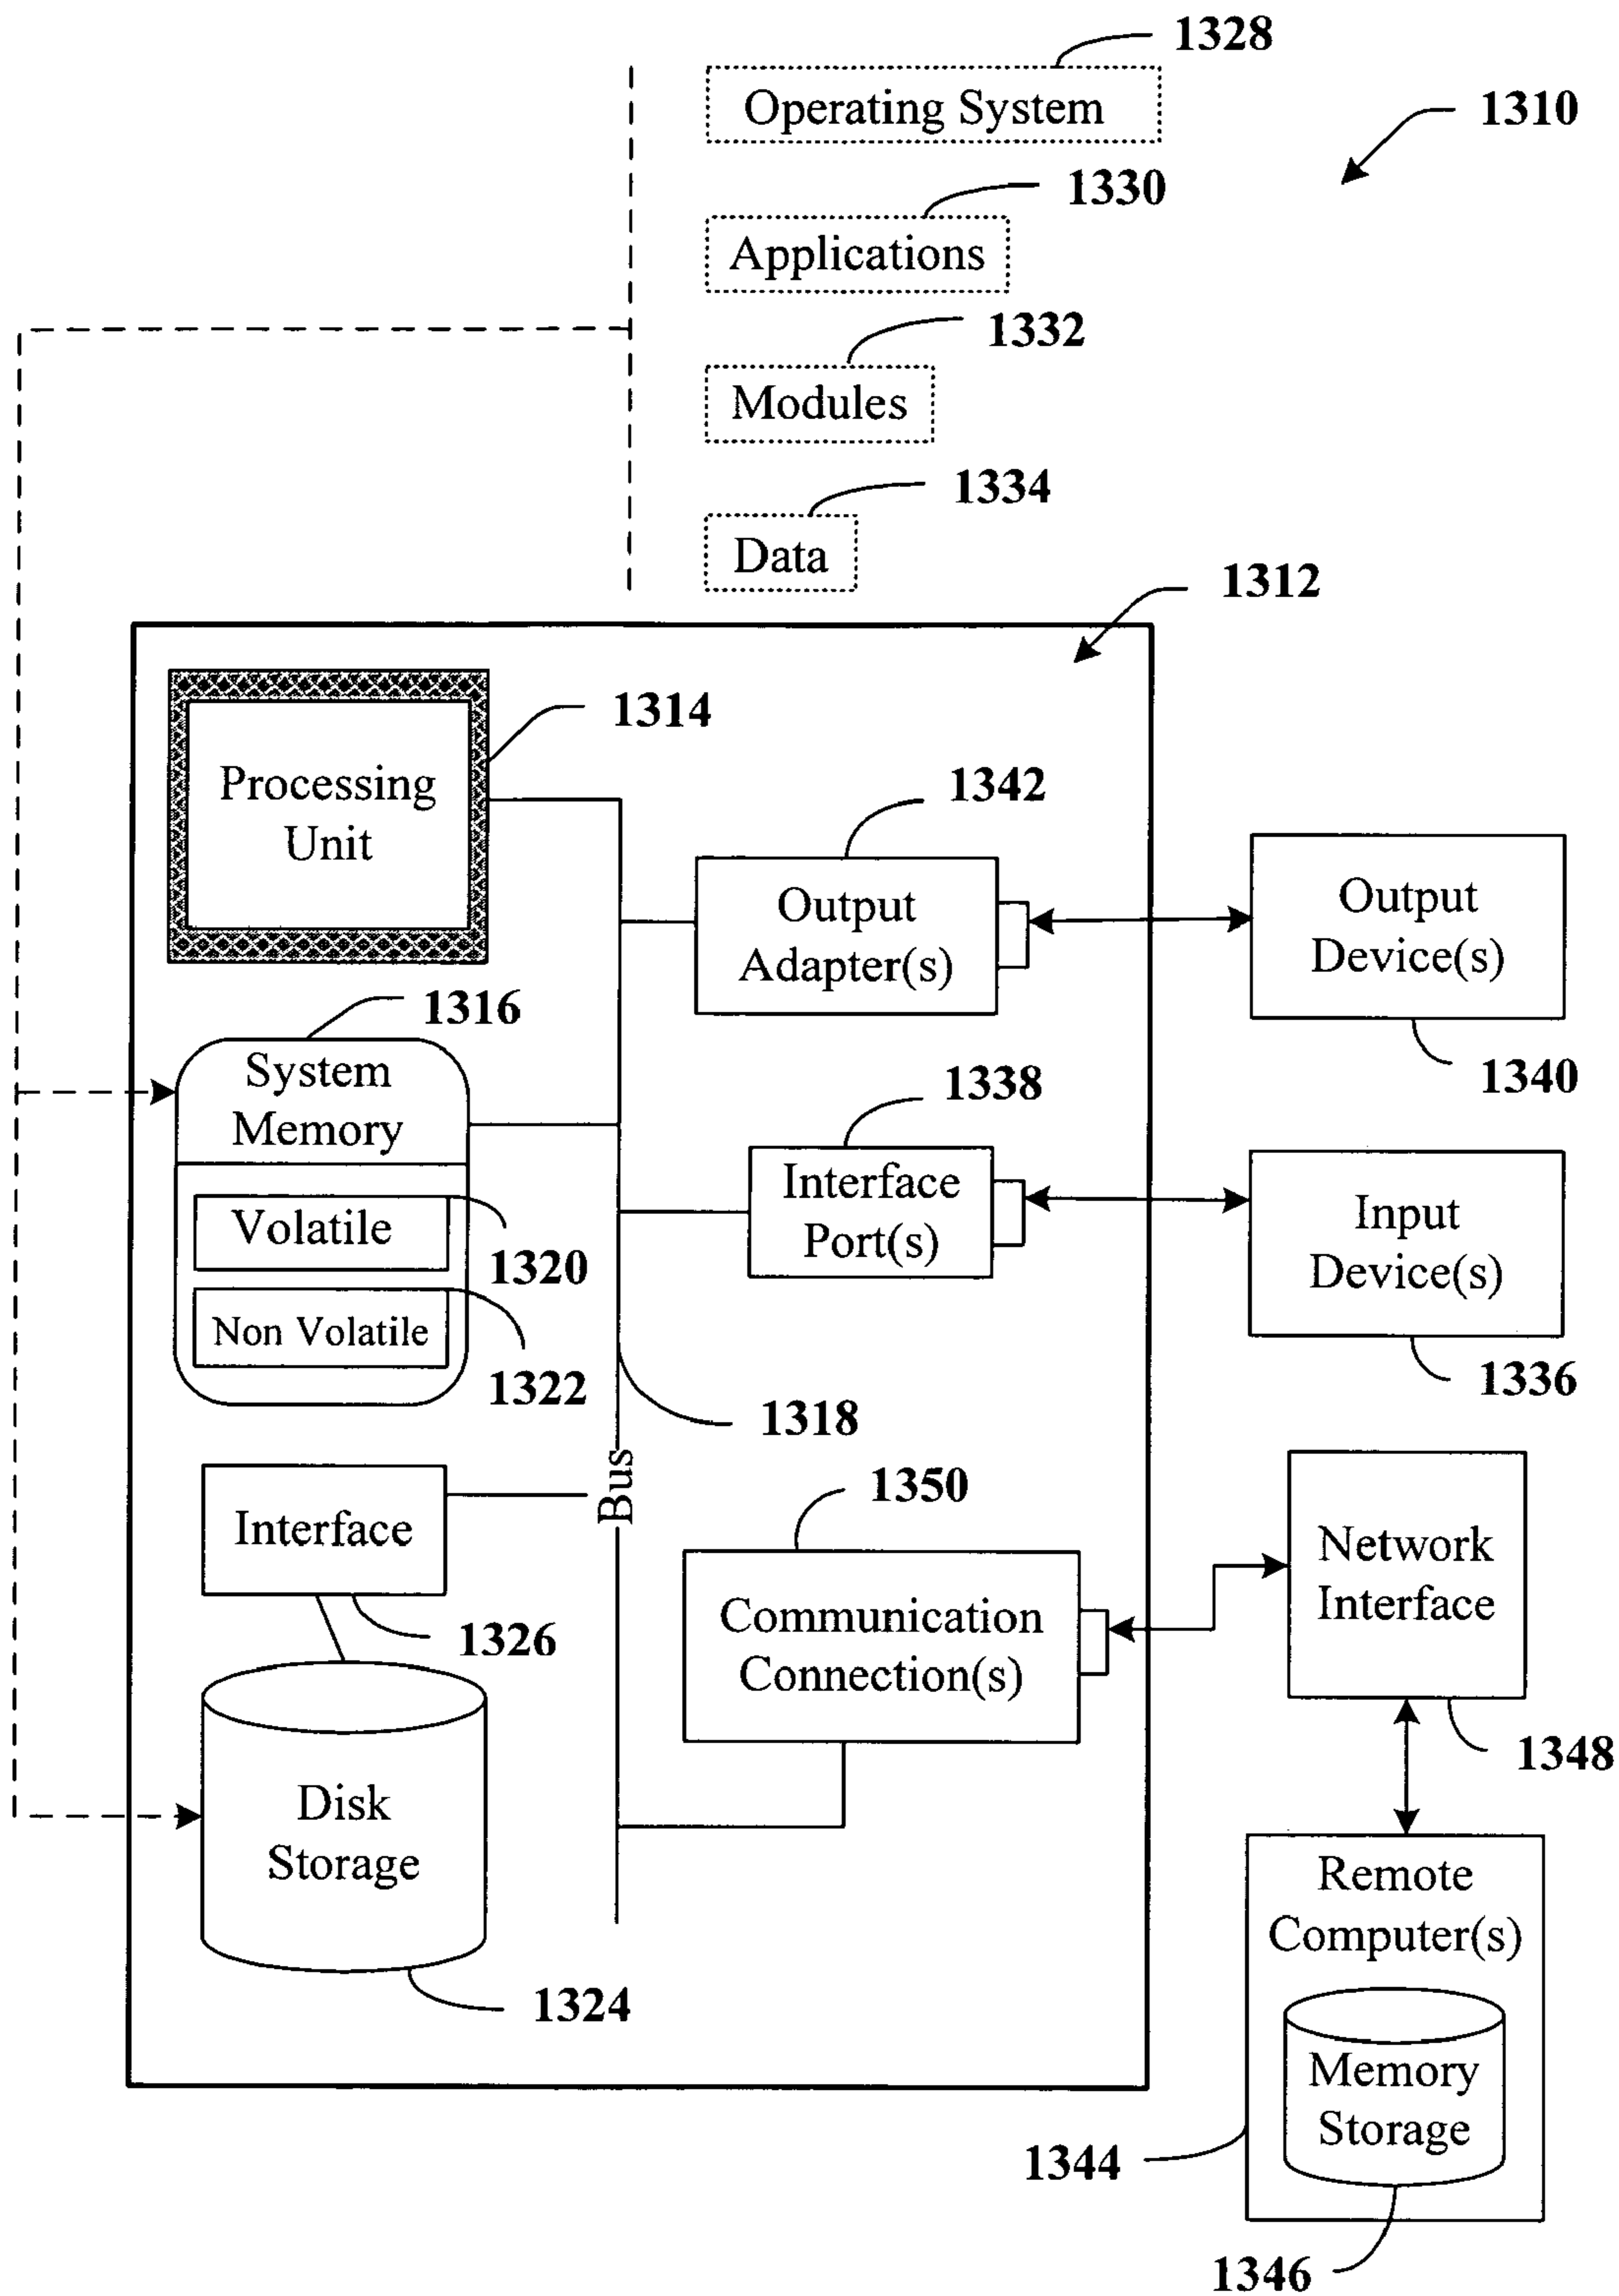 1328
Operating System
1310
1330
Applications
1332
Modules
1334
Data
1312
1314
Processing
Unit
1342
Output
Adapter(s)
Output
Device(s)
1340
1316
System
Memory
Volatile
1320
Non Volatile
1322
1338
Interface
Port(s)
Input
Device(s)
1336
1318
Bus
Interface
1326
1350
Communication
Connection(s)
Network
Interface
1348
Disk
Storage
1324
Remote
Computer(s)
Memory
Storage
1344
1346